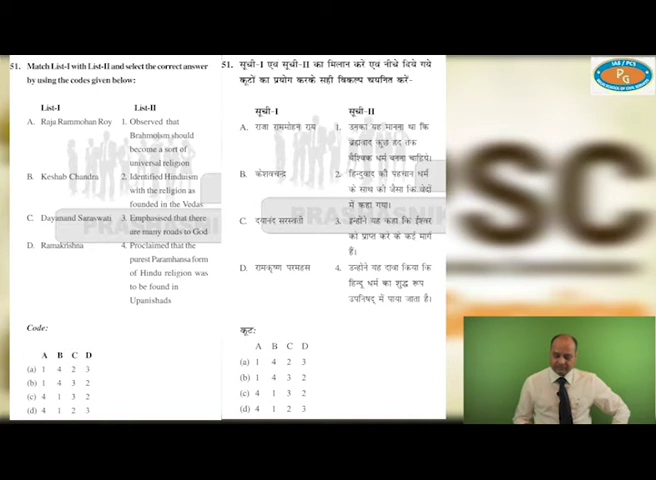 51. Match List-I with List-II and select the correct answer
by using the codes given below:
List-I List-II
A. Raja Rammohan Roy 1. Observed that
Brahmoism should
become a sort of
universal religion
B. Keshab Chandra 2. Identified Hinduism
with the religion as
founded in the Vedas
C. Dayanand Saraswati 3. Emphasised that there
are many roads to God
D. Ramakrishna 4. Proclaimed that the
purest Paramhansa form
of Hindu religion was
to be found in
Upanishads
Code:
A B C D
(a) 1 4 2 3
(b) 1 4 3 2
(c) 4 1 3 2
(d) 4 1 2 3
51. सूची-I एव सूची-II का मिलान करें एव नीचे दिये गये
कूटों का प्रयोग करके सही विकल्प चयनित करें-
सूची-I सूची-II
A. राजा राममोहन राय 1. उसका यह मानना था कि
ब्रह्मवाद कुछ हद तक
वैश्विक धर्म बनना चाहिये।
B. केशवचन्द्र 2. हिन्दुवाद की पहचान धर्म
के साथ की जैसा कि वेदों
में कहा गया।
C. दयानंद सरस्वती 3. इन्होंने यह कहा कि ईश्वर
को प्राप्त करे के कई मार्ग
हैं।
D. रामकृष्ण परमहस 4. उन्होंने यह दावा किया कि
हिन्दू धर्म का शुद्ध रूप
उपनिषद् में पाया जाता है।
कूट:
A B C D
(a) 1 4 2 3
(b) 1 4 3 2
(c) 4 1 3 2
(d) 4 1 2 3
IAS / PCS
PG
PSC